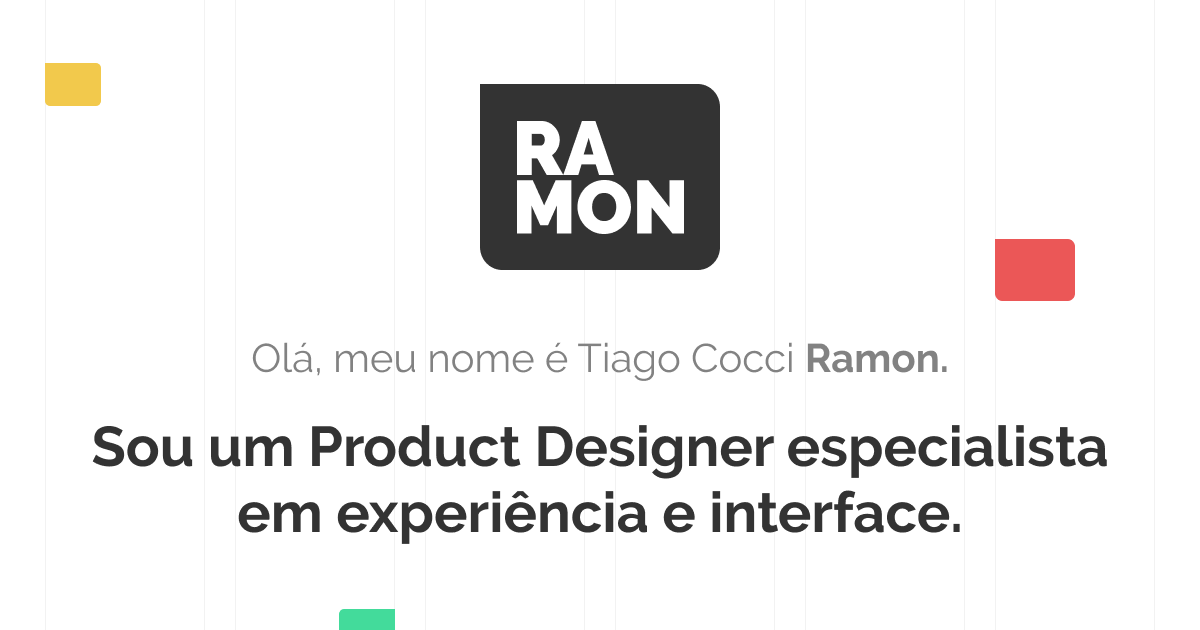 RA
MON
Olá, meu nome é Tiago Cocci Ramon.
Sou um Product Designer especialista
em experiência e interface.